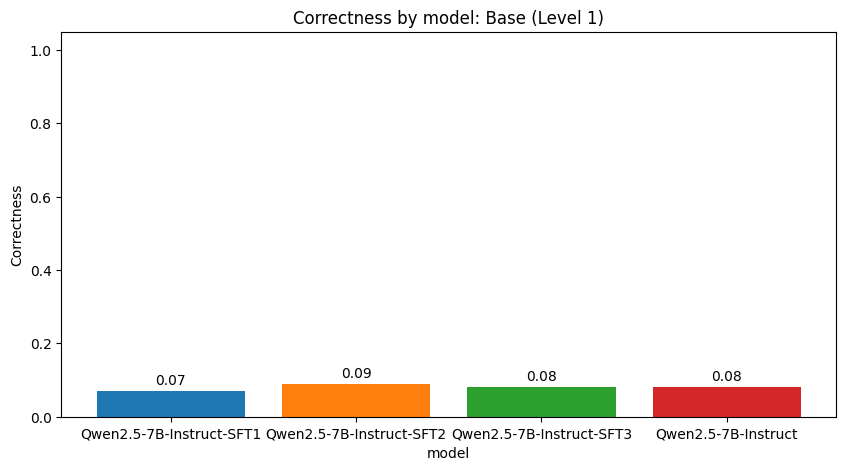 Correctness by model: Base (Level 1)
1.0
0.8
0.6
0.4
0.2
0.0
Correctness
0.07
0.09
0.08
0.08
Qwen2.5-7B-Instruct-SFT1
Qwen2.5-7B-Instruct-SFT2
Qwen2.5-7B-Instruct-SFT3
Qwen2.5-7B-Instruct
model